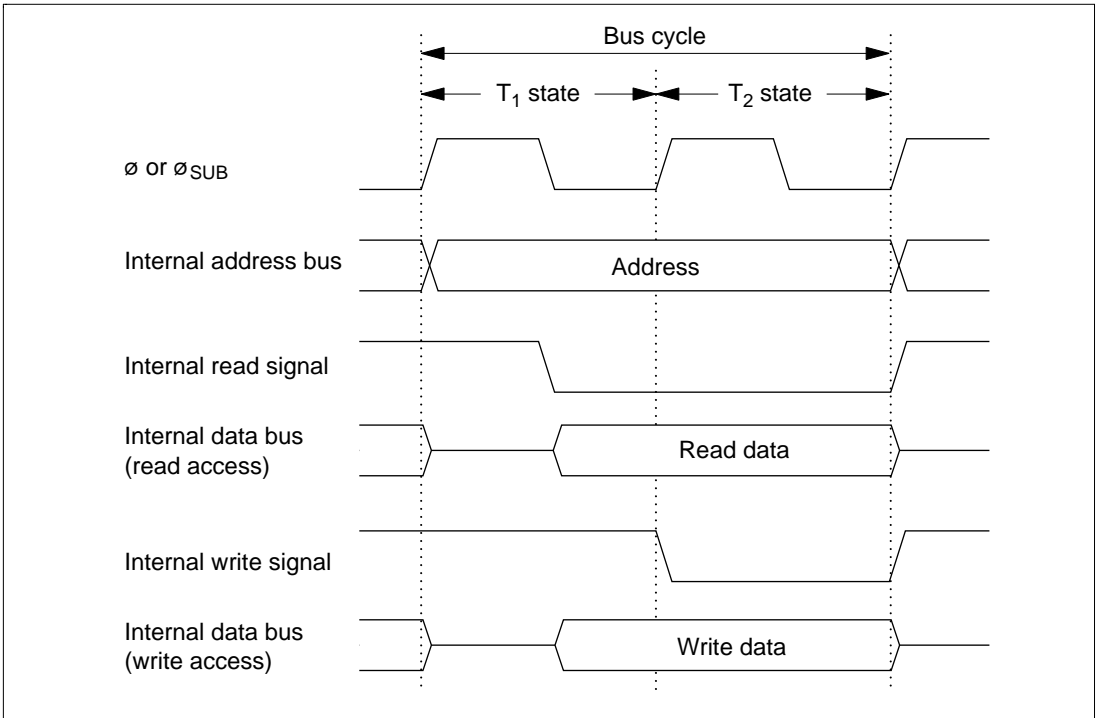 Bus cycle
T₁ state
T₂ state
ø or øSUB
Internal address bus
Address
Internal read signal
Internal data bus
(read access)
Read data
Internal write signal
Internal data bus
(write access)
Write data